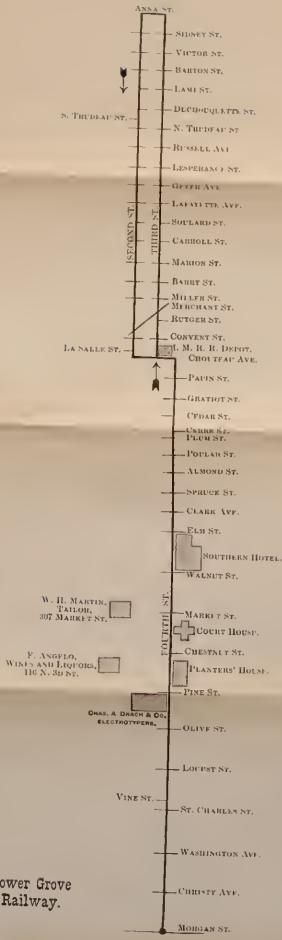 ANNA ST.
SIDNEY ST.
VICTOR ST.
BARTON ST.
LAMI ST.
DECHOUQUETTE ST.
S. TRUDEAU ST.
N. TRUDEAU ST
RUSSELL AVE
LESPERANCE ST.
GEYER AVE
LAFAYETTE AVE.
SECOND ST.
THIRD ST.
SOULARD ST.
CARROLL ST.
MARION ST.
BARRY ST.
MILLER ST.
MERCHANT ST.
RUTGER ST.
CONVENT ST.
LA SALLE ST.
I. M. R. R. DEPOT.
CHOUTEAU AVE.
PAPIN ST.
GRATIOT ST.
CEDAR ST.
CERRE ST.
PLUM ST.
POPLAR ST.
ALMOND ST.
SPRUCE ST.
CLARK AVE.
ELM ST.
SOUTHERN HOTEL.
WALNUT ST.
FOURTH ST.
W. H. MARTIN,
TAILOR,
307 MARKET ST.
MARKET ST.
COURT HOUSE.
CHESTNUT ST.
F. ANGELO,
WINES AND LIQUORS,
116 N. 3D ST.
PLANTERS' HOUSE.
PINE ST.
CHAS. A. DRACH & CO.
ELECTROTYPERS.
OLIVE ST.
LOCUST ST.
VINE ST.
ST. CHARLES ST.
WASHINGTON AVE.
CHRISTY AVE.
ower Grove
Railway.
MORGAN ST.